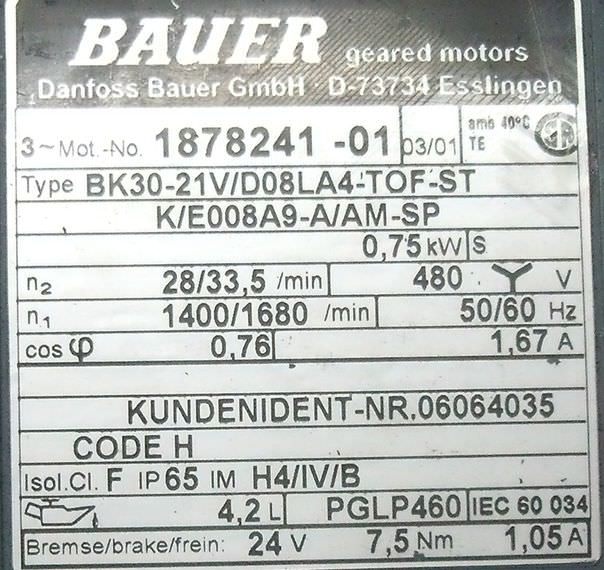 BAUER geared motors
Danfoss Bauer GmbH D-73734 Esslingen
3~Mot.-No. 1878241 -01 03/01 amb 40°C TE
Type BK30-21V/D08LA4-TOF-ST
K/E008A9-A/AM-SP
0,75 kW S
n₂ 28/33,5 /min 480 Y V
n₁ 1400/1680 /min 50/60 Hz
cos φ 0,76 1,67 A
KUNDENIDENT-NR.06064035
CODE H
Isol.Cl. F IP 65 IM H4/IV/B
4,2 L PGLP460 IEC 60 034
Bremse/brake/frein: 24 V 7,5 Nm 1,05 A